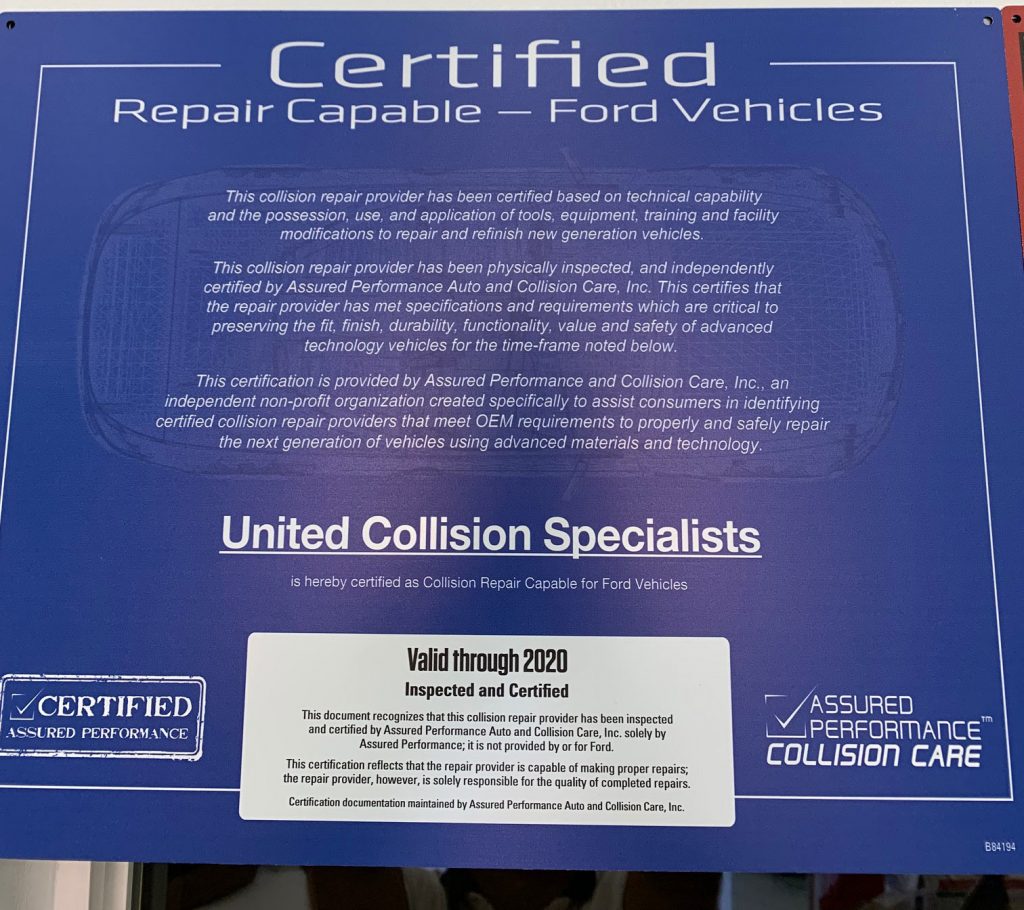 Certified
Repair Capable – Ford Vehicles
This collision repair provider has been certified based on technical capability
and the possession, use, and application of tools, equipment, training and facility
modifications to repair and refinish new generation vehicles.
This collision repair provider has been physically inspected, and independently
certified by Assured Performance Auto and Collision Care, Inc. This certifies that
the repair provider has met specifications and requirements which are critical to
preserving the fit, finish, durability, functionality, value and safety of advanced
technology vehicles for the time-frame noted below.
This certification is provided by Assured Performance and Collision Care, Inc., an
independent non-profit organization created specifically to assist consumers in identifying
certified collision repair providers that meet OEM requirements to properly and safely repair
the next generation of vehicles using advanced materials and technology.
United Collision Specialists
is hereby certified as Collision Repair Capable for Ford Vehicles
Valid through 2020
Inspected and Certified
This document recognizes that this collision repair provider has been inspected
and certified by Assured Performance Auto and Collision Care, Inc. solely by
Assured Performance; it is not provided by or for Ford.
This certification reflects that the repair provider is capable of making proper repairs;
the repair provider, however, is solely responsible for the quality of completed repairs.
Certification documentation maintained by Assured Performance Auto and Collision Care, Inc.
CERTIFIED
ASSURED PERFORMANCE
ASSURED
PERFORMANCE™
COLLISION CARE
B84194